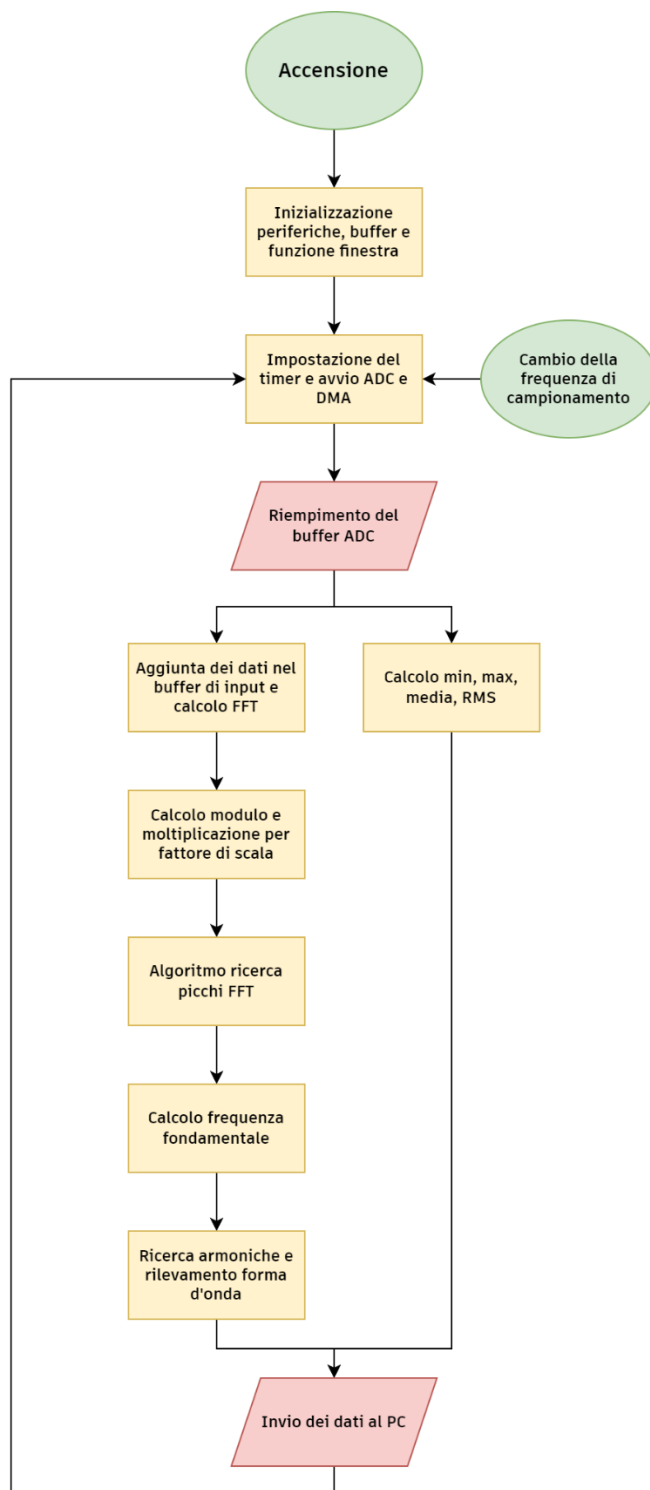 Accensione
Inizializzazione
periferiche, buffer e
funzione finestra
Impostazione del
timer e avvio ADC e
DMA
Cambio della
frequenza di
campionamento
Riempimento del
buffer ADC
Aggiunta dei dati nel
buffer di input e
calcolo FFT
Calcolo min, max,
media, RMS
Calcolo modulo e
moltiplicazione per
fattore di scala
Algoritmo ricerca
picchi FFT
Calcolo frequenza
fondamentale
Ricerca armoniche e
rilevamento forma
d'onda
Invio dei dati al PC